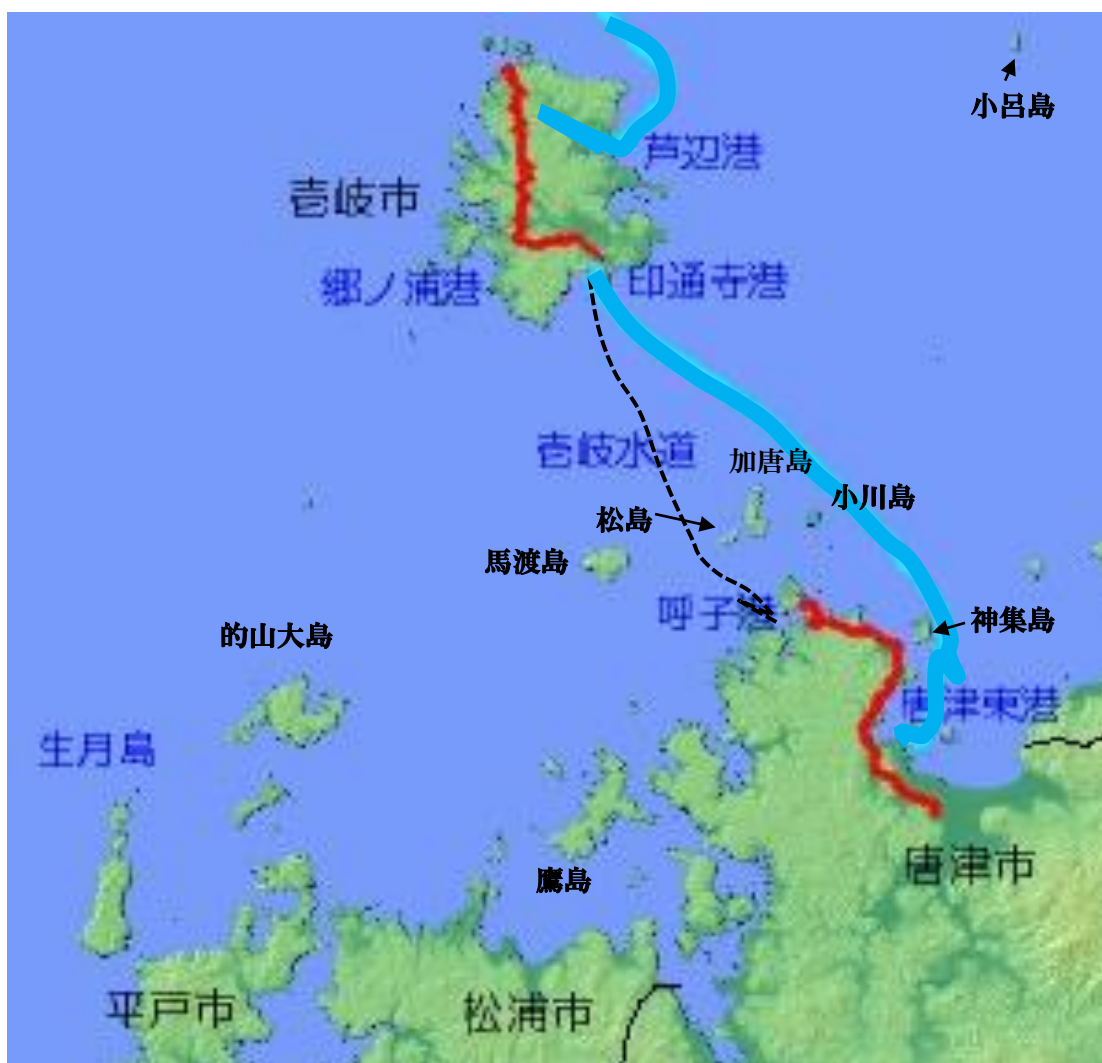 小呂島
芦辺港
壱岐市
郷ノ浦港
印通寺港
壱岐水道
加唐島
小川島
松島
馬渡島
呼子港
神集島
的山大島
唐津東港
生月島
鷹島
唐津市
平戸市
松浦市